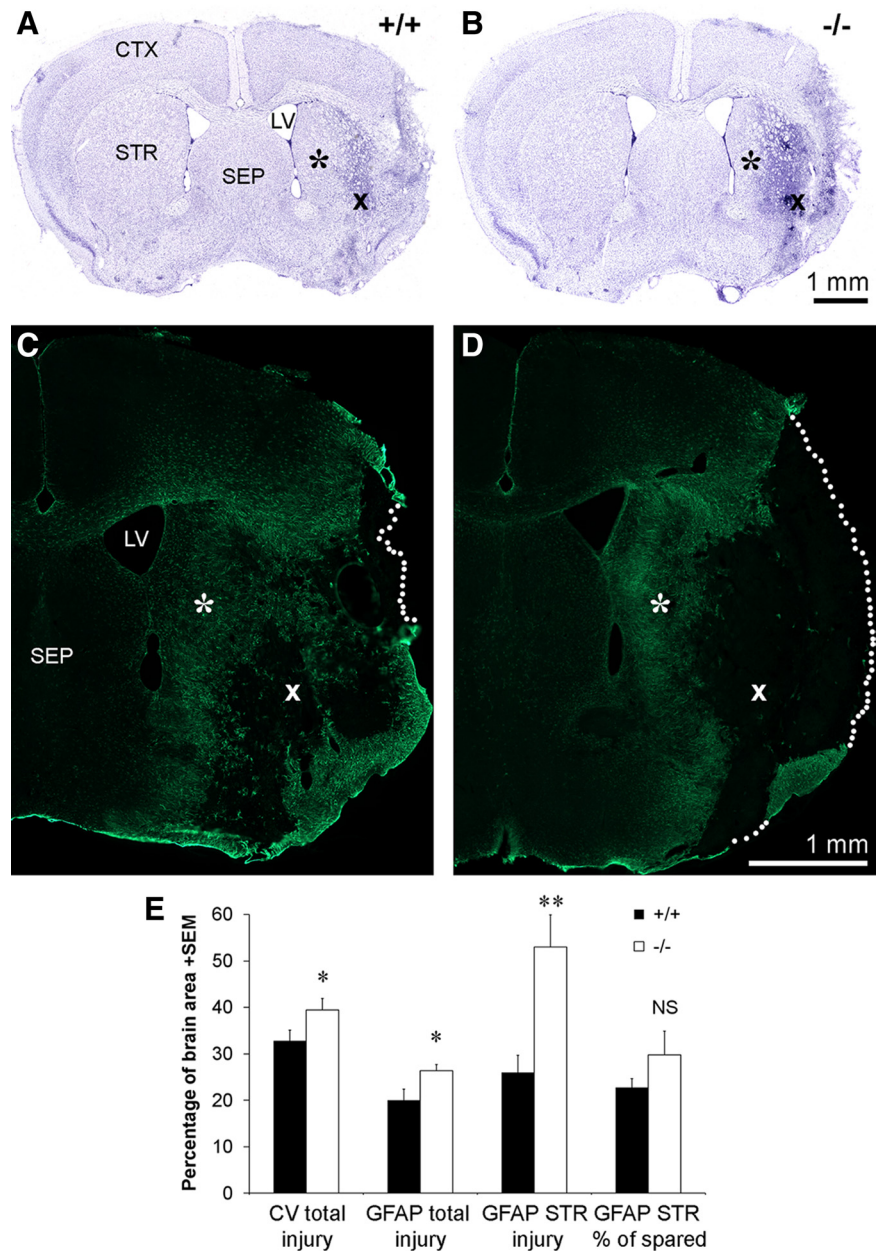 A
+/+
B
-/-
CTX
LV
STR
*
*
SEP
x
x
1 mm
C
D
LV
*
*
SEP
x
x
1 mm
E
Percentage of brain area +SEM
60
50
40
30
20
10
0
*
*
**
NS
+/+
-/-
CV total
injury
GFAP total
injury
GFAP STR
injury
GFAP STR
% of spared